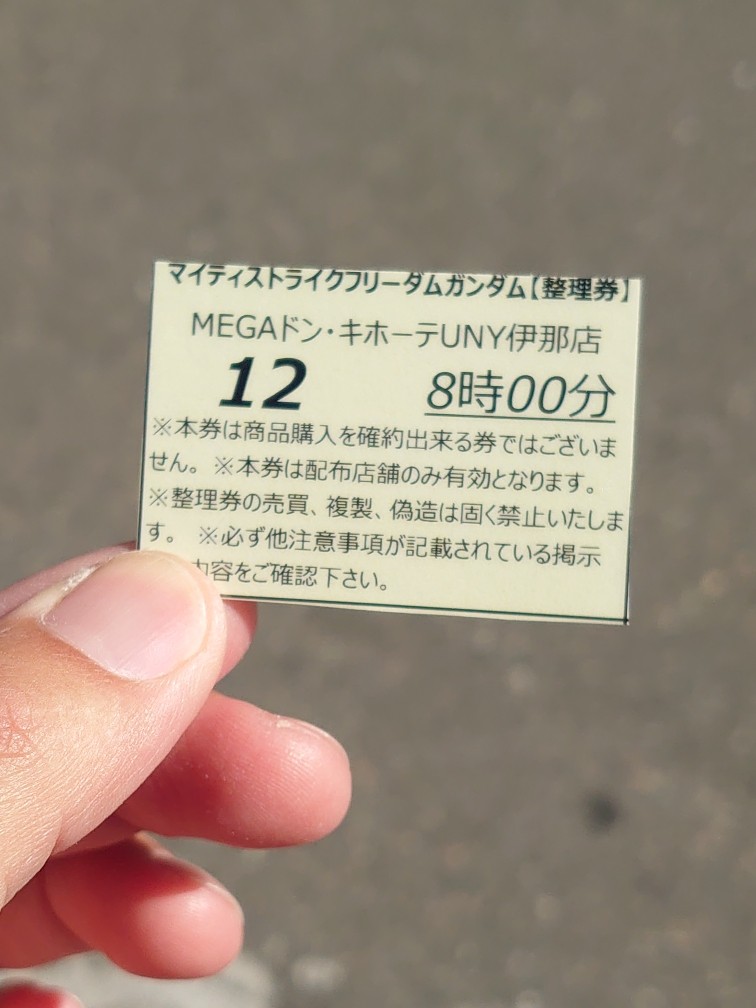 マイティストライクフリーダムガンダム【整理券】
MEGAドン・キホーテUNY伊那店
12 8時00分
※本券は商品購入を確約出来る券ではございま
せん。※本券は配布店舗のみ有効となります。
※整理券の売買、複製、偽造は固く禁止いたしま
す。 ※必ず他注意事項が記載されている掲示
内容をご確認下さい。